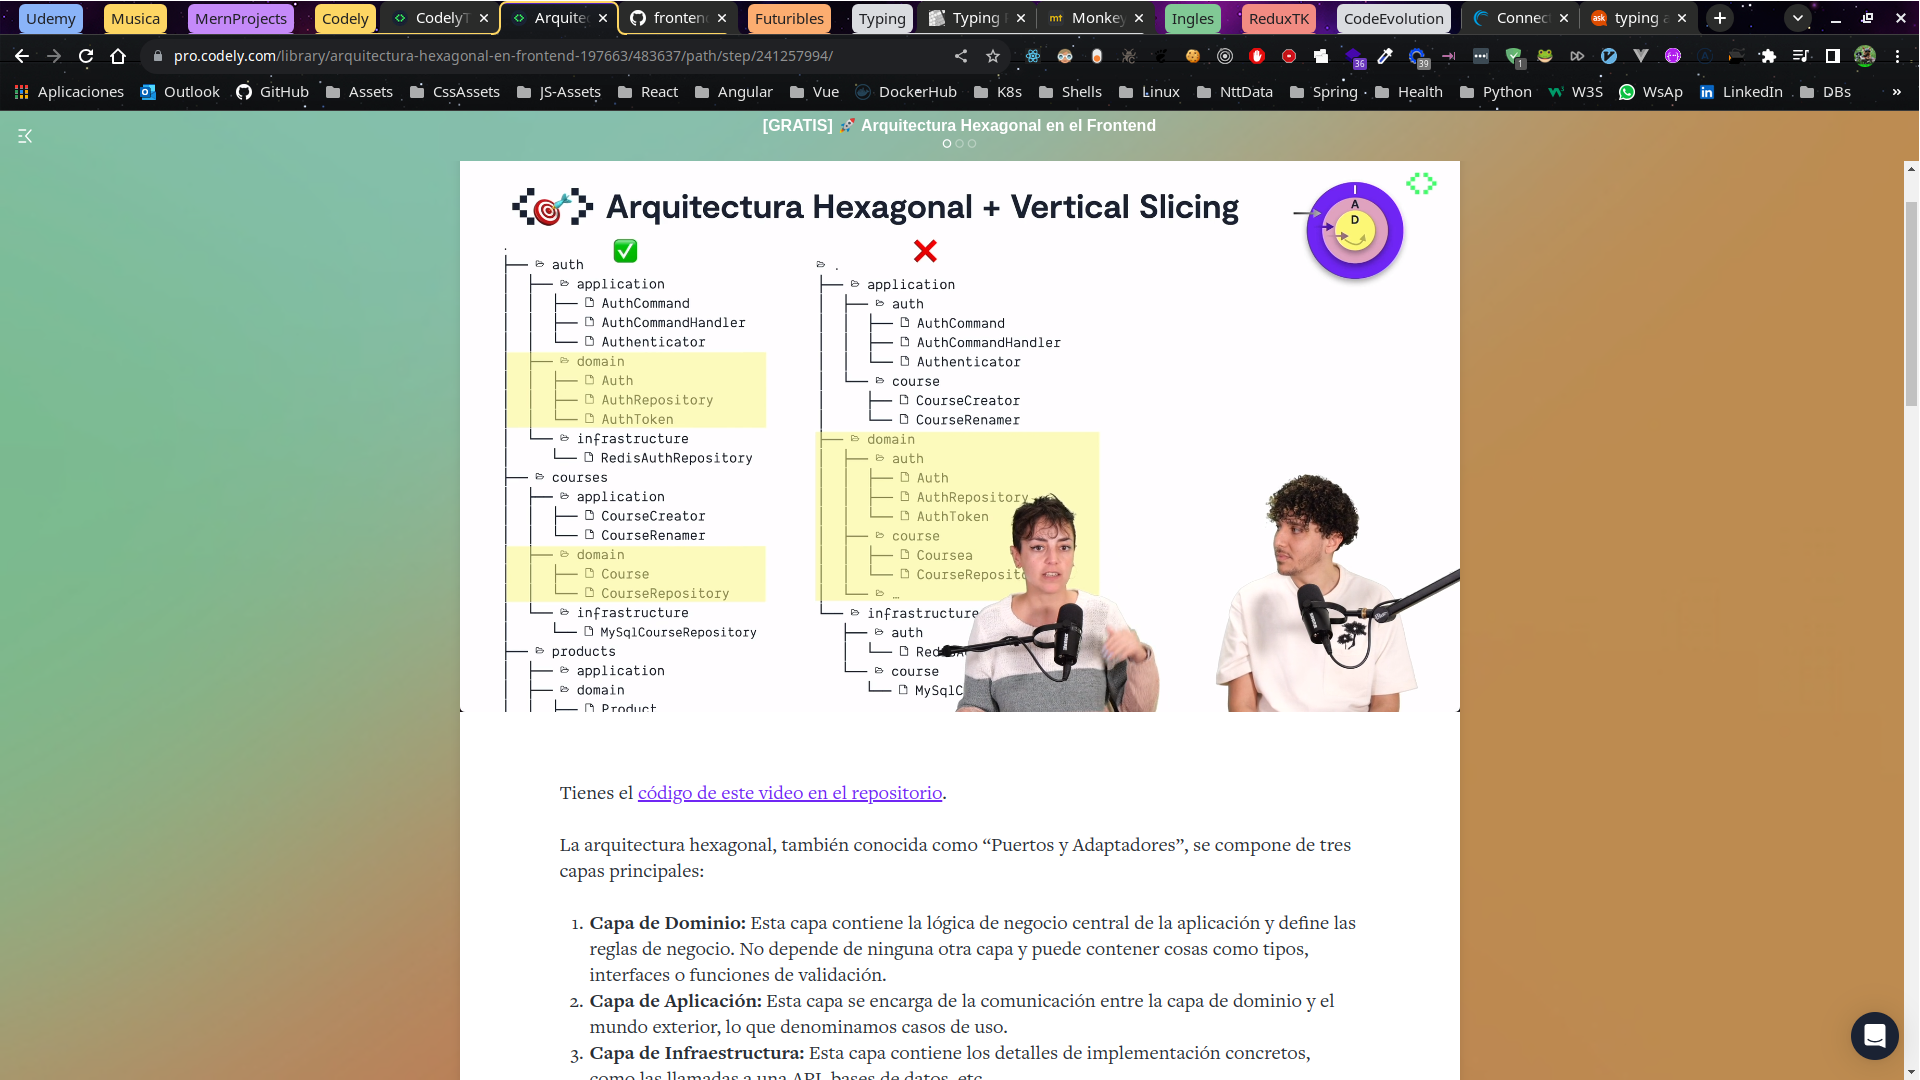 Udemy
Musica
MernProjects
Codely
CodelyT
Arquitec
fronten
Futuribles
Typing
Typing
Monkey
Ingles
ReduxTK
CodeEvolution
Connect
typing a
pro.codely.com/library/arquitectura-hexagonal-en-frontend-197663/483637/path/step/241257994/
36
39
1
Aplicaciones
Outlook
GitHub
Assets
CssAssets
JS-Assets
React
Angular
Vue
DockerHub
K8s
Shells
Linux
NttData
Spring
Health
Python
W3S
WsAp
LinkedIn
DBs
»
[GRATIS] 🚀 Arquitectura Hexagonal en el Frontend
Arquitectura Hexagonal + Vertical Slicing
I
A
D
.
auth
application
AuthCommand
AuthCommandHandler
Authenticator
domain
Auth
AuthRepository
AuthToken
infrastructure
RedisAuthRepository
courses
application
CourseCreator
CourseRenamer
domain
Course
CourseRepository
infrastructure
MySqlCourseRepository
products
application
domain
Product
.
application
auth
AuthCommand
AuthCommandHandler
Authenticator
course
CourseCreator
CourseRenamer
domain
auth
Auth
AuthRepository
AuthToken
course
Coursea
CourseReposito
…
infrastructure
auth
Redis
course
MySqlC
Tienes el código de este video en el repositorio.
La arquitectura hexagonal, también conocida como “Puertos y Adaptadores”, se compone de tres
capas principales:
1. Capa de Dominio: Esta capa contiene la lógica de negocio central de la aplicación y define las
reglas de negocio. No depende de ninguna otra capa y puede contener cosas como tipos,
interfaces o funciones de validación.
2. Capa de Aplicación: Esta capa se encarga de la comunicación entre la capa de dominio y el
mundo exterior, lo que denominamos casos de uso.
3. Capa de Infraestructura: Esta capa contiene los detalles de implementación concretos,
como las llamadas a una API, bases de datos, etc.